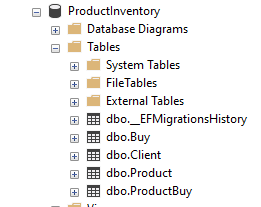 ProductInventory
Database Diagrams
Tables
System Tables
FileTables
External Tables
dbo.__EFMigrationsHistory
dbo.Buy
dbo.Client
dbo.Product
dbo.ProductBuy